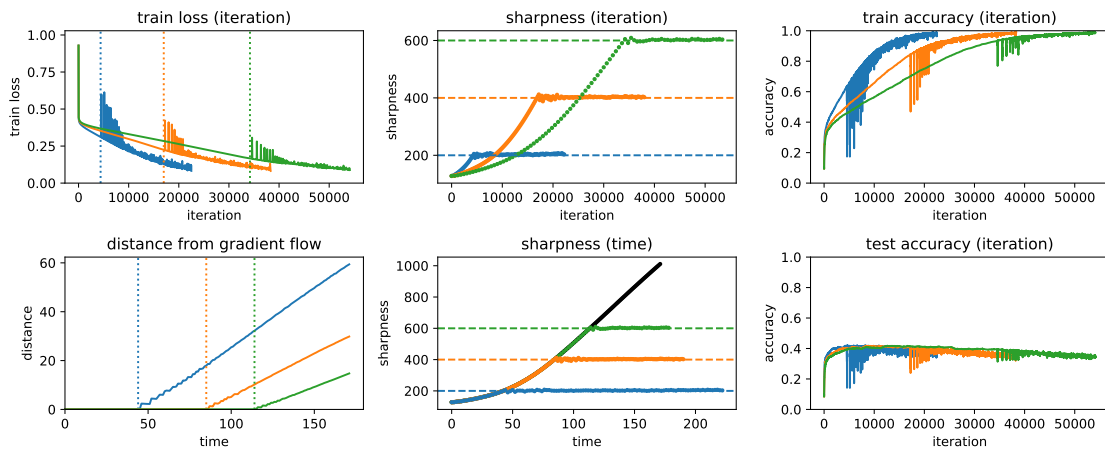 train loss (iteration)
train loss
1.00
0.75
0.50
0.25
0.00
0 10000 20000 30000 40000 50000
iteration
sharpness (iteration)
sharpness
600
400
200
0 10000 20000 30000 40000 50000
iteration
train accuracy (iteration)
accuracy
1.0
0.8
0.6
0.4
0.2
0.0
0 10000 20000 30000 40000 50000
iteration
distance from gradient flow
distance
60
40
20
0
0 50 100 150
time
sharpness (time)
sharpness
1000
800
600
400
200
0 50 100 150 200
time
test accuracy (iteration)
accuracy
1.0
0.8
0.6
0.4
0.2
0.0
0 10000 20000 30000 40000 50000
iteration